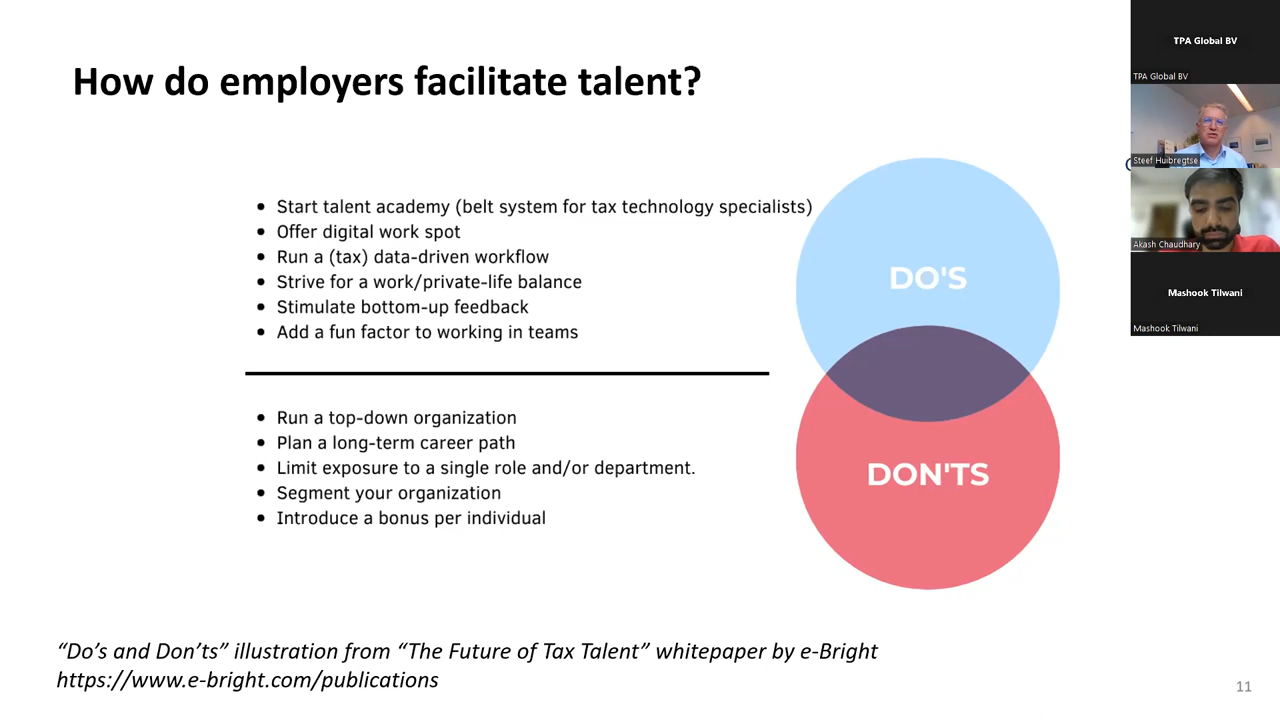 How do employers facilitate talent?
• Start talent academy (belt system for tax technology specialists)
• Offer digital work spot
• Run a (tax) data-driven workflow
• Strive for a work/private-life balance
• Stimulate bottom-up feedback
• Add a fun factor to working in teams
DO'S
• Run a top-down organization
• Plan a long-term career path
• Limit exposure to a single role and/or department.
• Segment your organization
• Introduce a bonus per individual
DON'TS
“Do’s and Don’ts” illustration from “The Future of Tax Talent” whitepaper by e-Bright
https://www.e-bright.com/publications
11
TPA Global BV
TPA Global BV
Steef Huibregtse
Akash Chaudhary
Mashook Tilwani
Mashook Tilwani